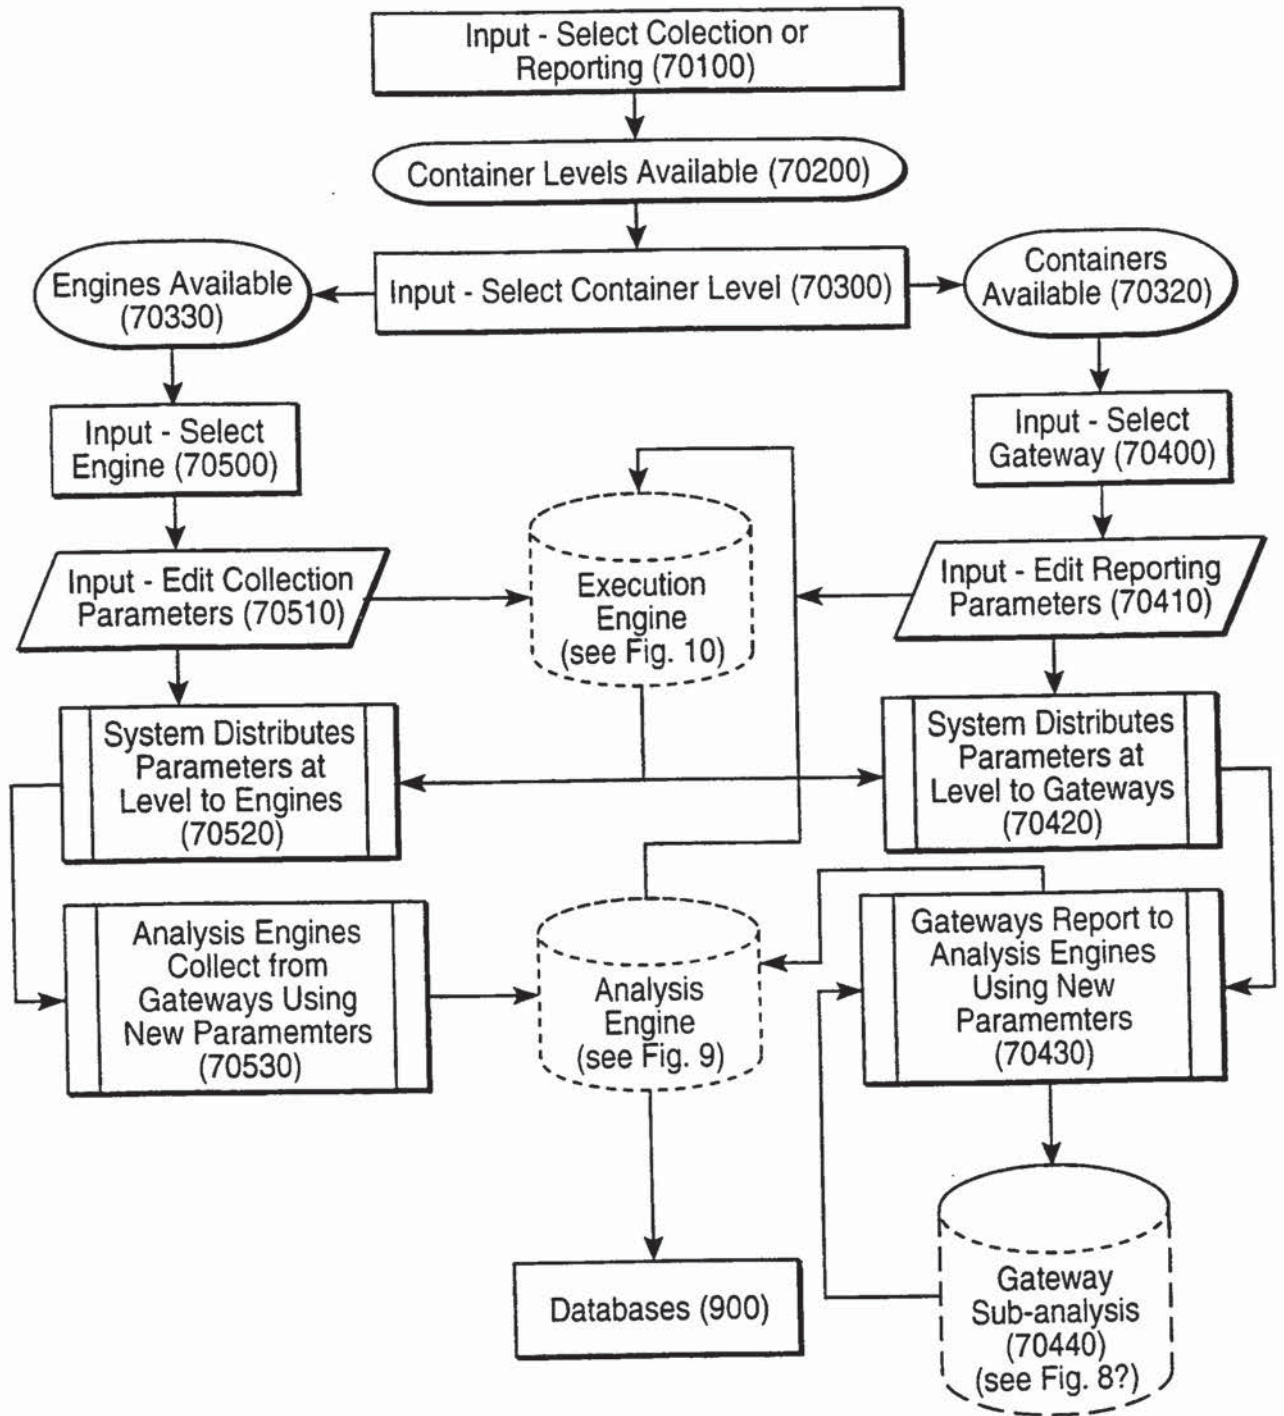 Input - Select Colection or
Reporting (70100)
Container Levels Available (70200)
Engines Available
(70330)
Input - Select Container Level (70300)
Containers
Available (70320)
Input - Select
Engine (70500)
Input - Select
Gateway (70400)
Input - Edit Collection
Parameters (70510)
Execution
Engine
(see Fig. 10)
Input - Edit Reporting
Parameters (70410)
System Distributes
Parameters at
Level to Engines
(70520)
System Distributes
Parameters at
Level to Gateways
(70420)
Analysis Engines
Collect from
Gateways Using
New Paramemters
(70530)
Analysis
Engine
(see Fig. 9)
Gateways Report to
Analysis Engines
Using New
Paramemters
(70430)
Databases (900)
Gateway
Sub-analysis
(70440)
(see Fig. 8?)